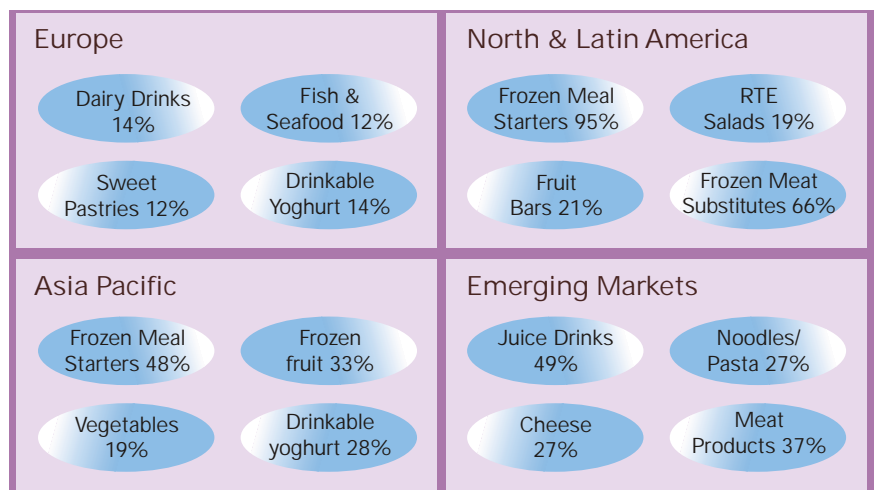 Europe
Dairy Drinks
14%
Fish &
Seafood 12%
Sweet
Pastries 12%
Drinkable
Yoghurt 14%
North & Latin America
Frozen Meal
Starters 95%
RTE
Salads 19%
Fruit
Bars 21%
Frozen Meat
Substitutes 66%
Asia Pacific
Frozen Meal
Starters 48%
Frozen
fruit 33%
Vegetables
19%
Drinkable
yoghurt 28%
Emerging Markets
Juice Drinks
49%
Noodles/
Pasta 27%
Cheese
27%
Meat
Products 37%